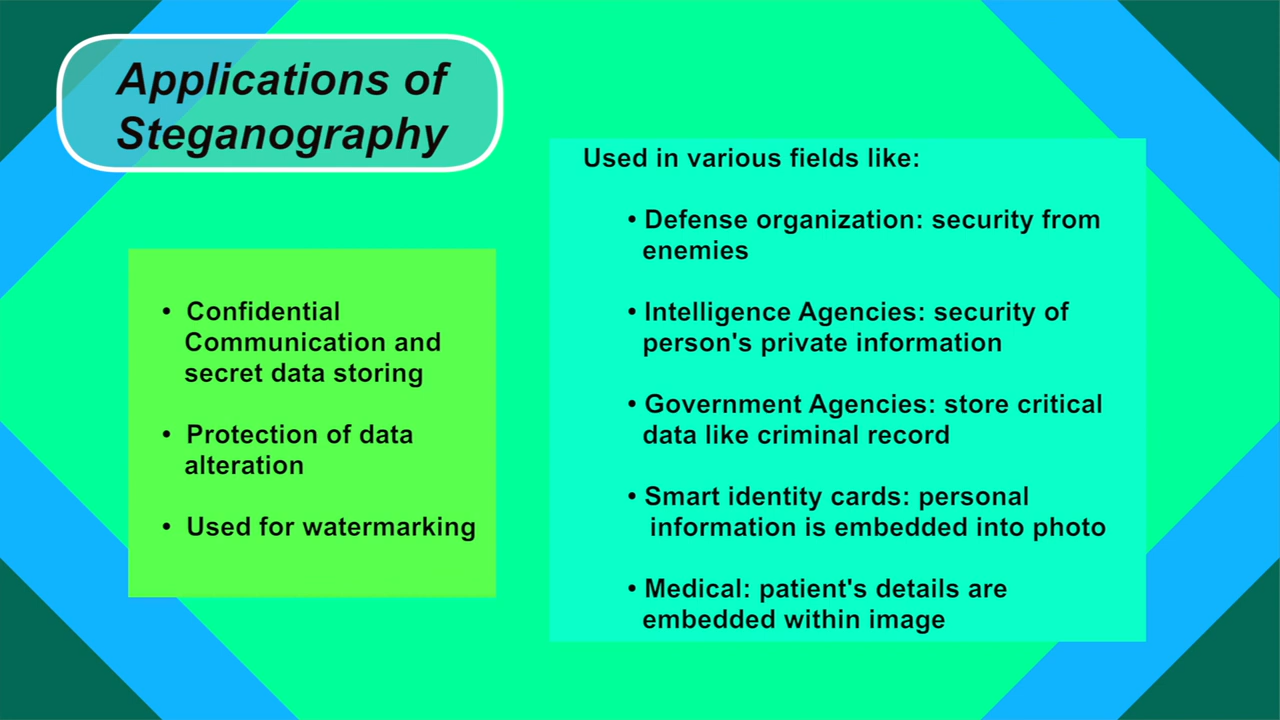 Applications of
Steganography
• Confidential
Communication and
secret data storing
• Protection of data
alteration
• Used for watermarking
Used in various fields like:
• Defense organization: security from
enemies
• Intelligence Agencies: security of
person's private information
• Government Agencies: store critical
data like criminal record
• Smart identity cards: personal
information is embedded into photo
• Medical: patient's details are
embedded within image